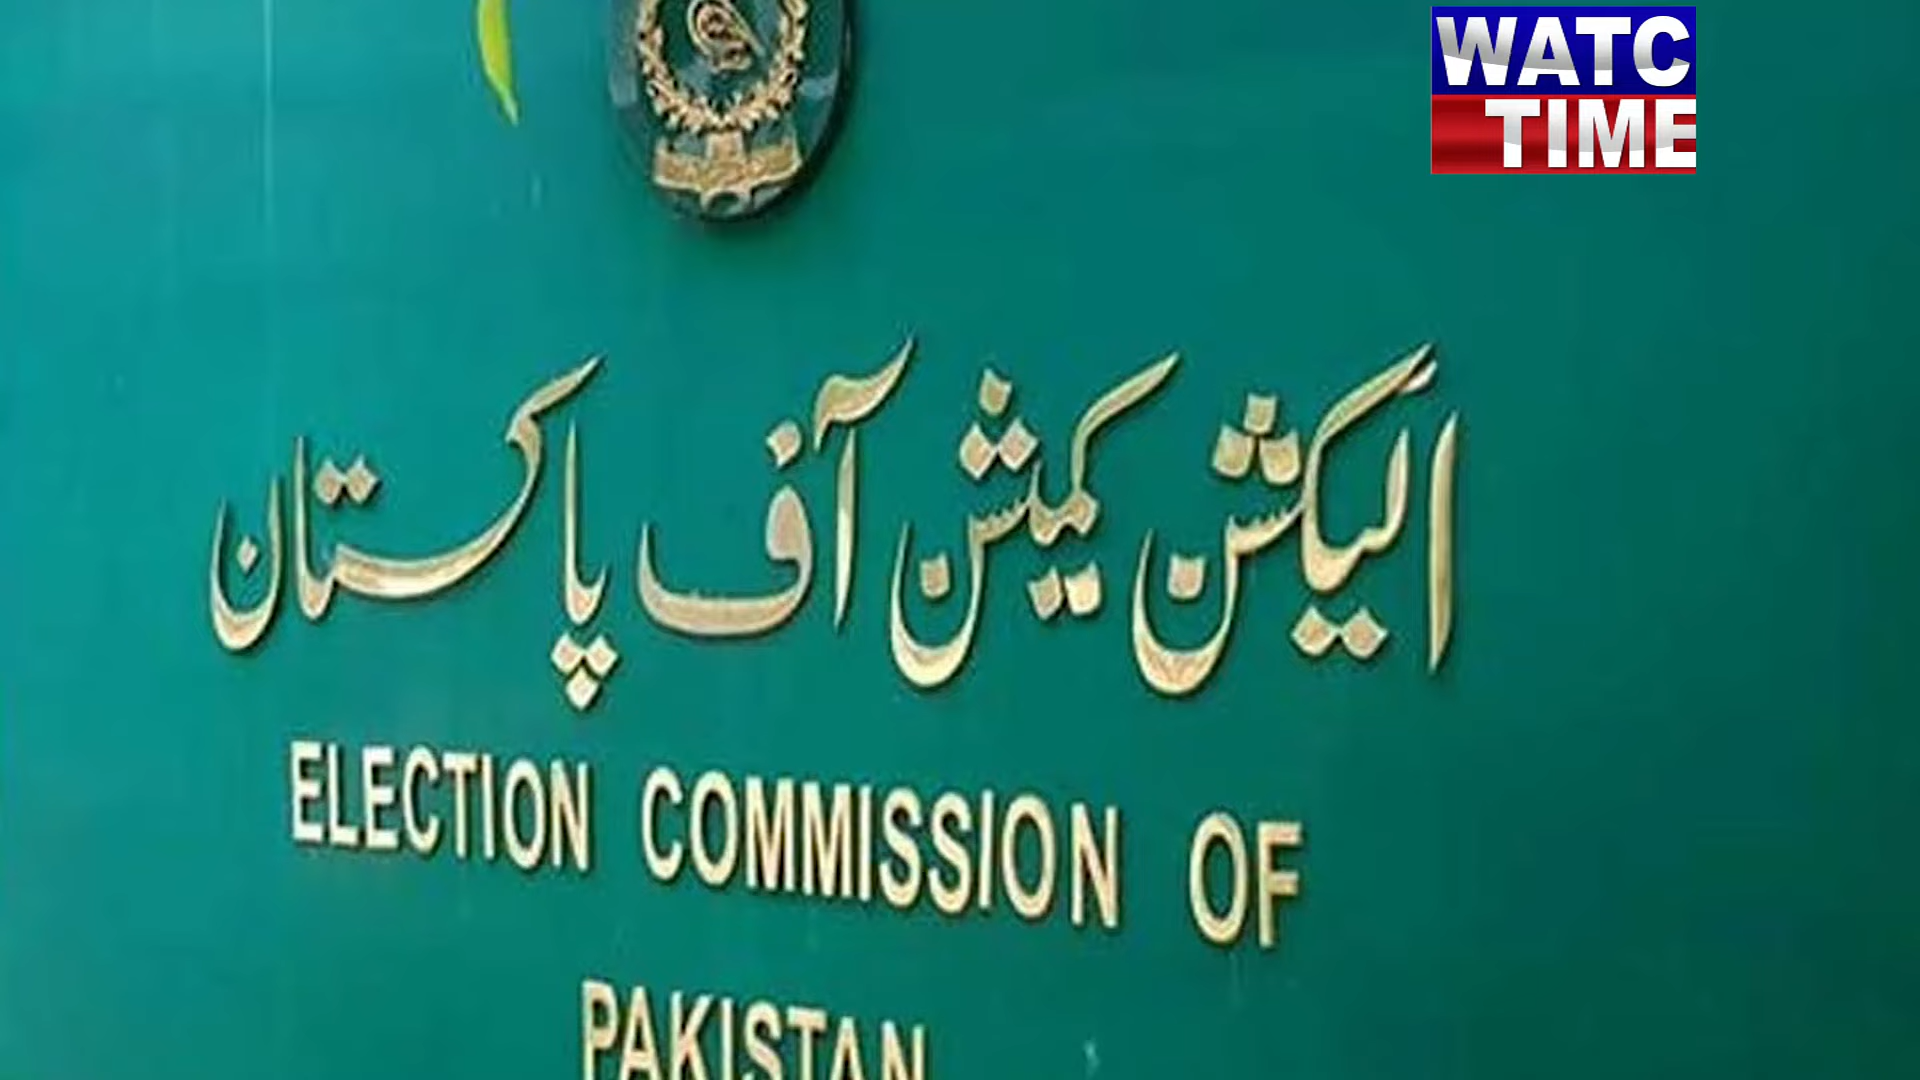 WATC
TIME
الیکشن کمیشن آف پاکستان
ELECTION COMMISSION OF
PAKISTAN